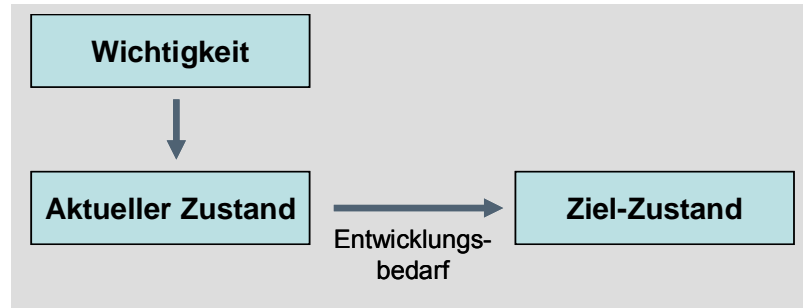 Wichtigkeit
Aktueller Zustand
Ziel-Zustand
Entwicklungs-
bedarf